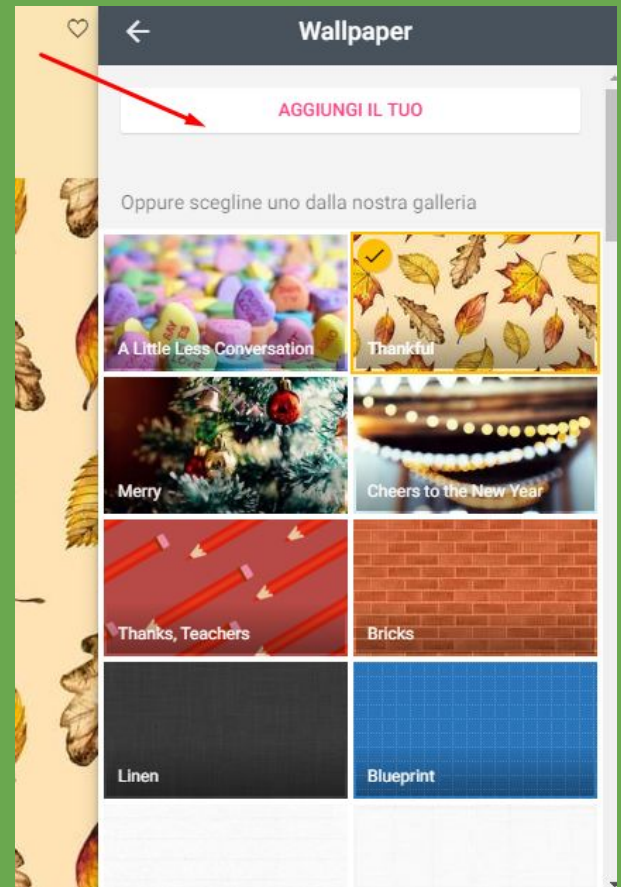 Wallpaper
AGGIUNGI IL TUO
Oppure scegline uno dalla nostra galleria
A Little Less Conversation
Thankful
Merry
Cheers to the New Year
Thanks, Teachers
Bricks
Linen
Blueprint